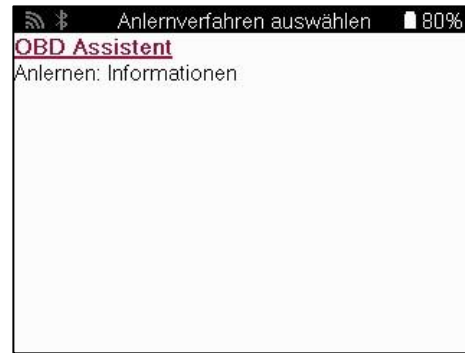 Anlernverfahren auswählen 80%
OBD Assistent
Anlernen: Informationen